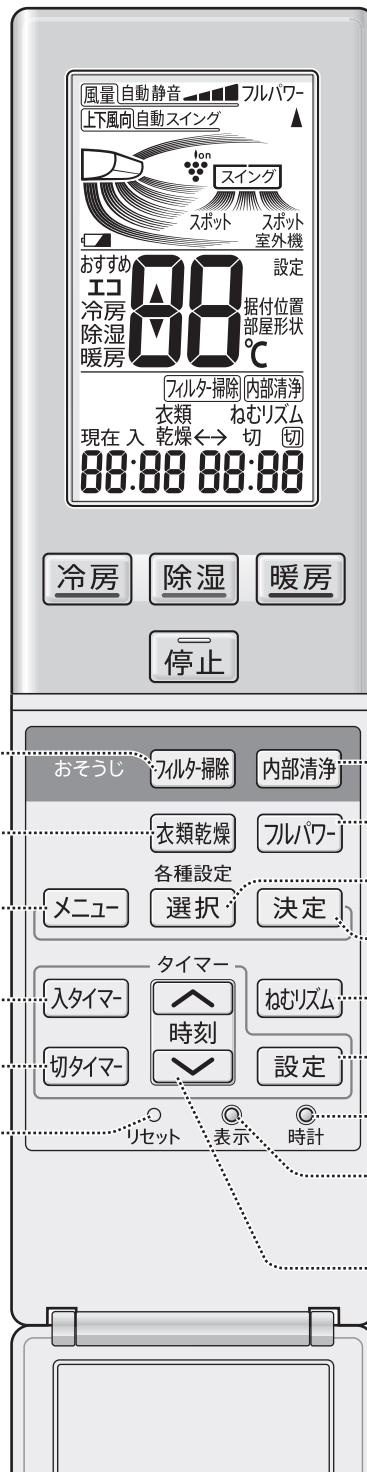 風量 自動 静音 フルパワー
上下風向 自動 スイング
ion
スイング
スポット スポット
室外機
おすすめ 88 設定
エコ
冷房 据付位置
除湿 部屋形状
暖房 ℃
フィルター掃除 内部清浄
衣類 ねむリズム
現在 入 乾燥 ←→ 切 切
88:88 88:88
冷房 除湿 暖房
停止
おそうじ フィルター掃除 内部清浄
衣類乾燥 フルパワー
各種設定
メニュー 選択 決定
タイマー
入タイマー ねむリズム
時刻
切タイマー 設定
リセット 表示 時計